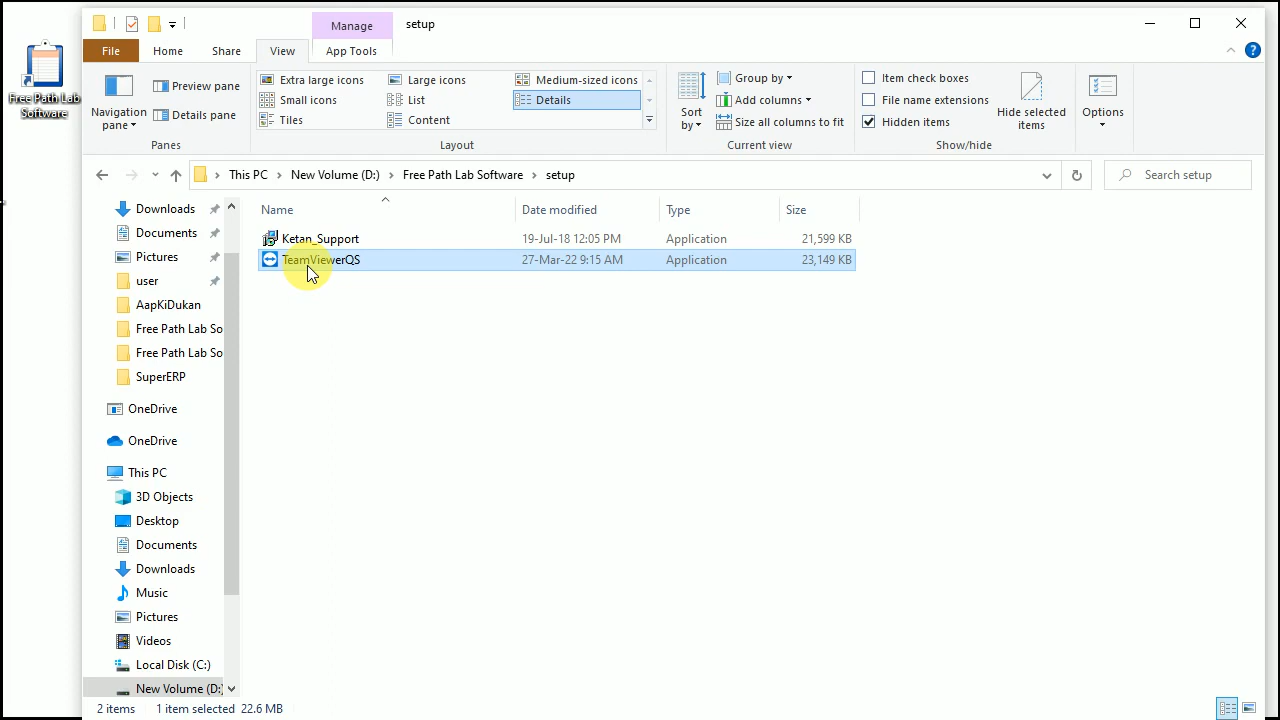 Manage
setup
File
Home
Share
View
App Tools
Navigation pane
Preview pane
Details pane
Panes
Extra large icons
Large icons
Medium-sized icons
Small icons
List
Details
Tiles
Content
Layout
Sort by
Group by
Add columns
Size all columns to fit
Current view
Item check boxes
File name extensions
Hidden items
Hide selected items
Show/hide
Options
Free Path Lab
Software
This PC > New Volume (D:) > Free Path Lab Software > setup
Search setup
Name
Date modified
Type
Size
Ketan_Support 19-Jul-18 12:05 PM Application 21,599 KB
TeamViewerQS 27-Mar-22 9:15 AM Application 23,149 KB
Downloads
Documents
Pictures
user
AapKiDukan
Free Path Lab So
Free Path Lab So
SuperERP
OneDrive
OneDrive
This PC
3D Objects
Desktop
Documents
Downloads
Music
Pictures
Videos
Local Disk (C:)
New Volume (D:
2 items
1 item selected 22.6 MB